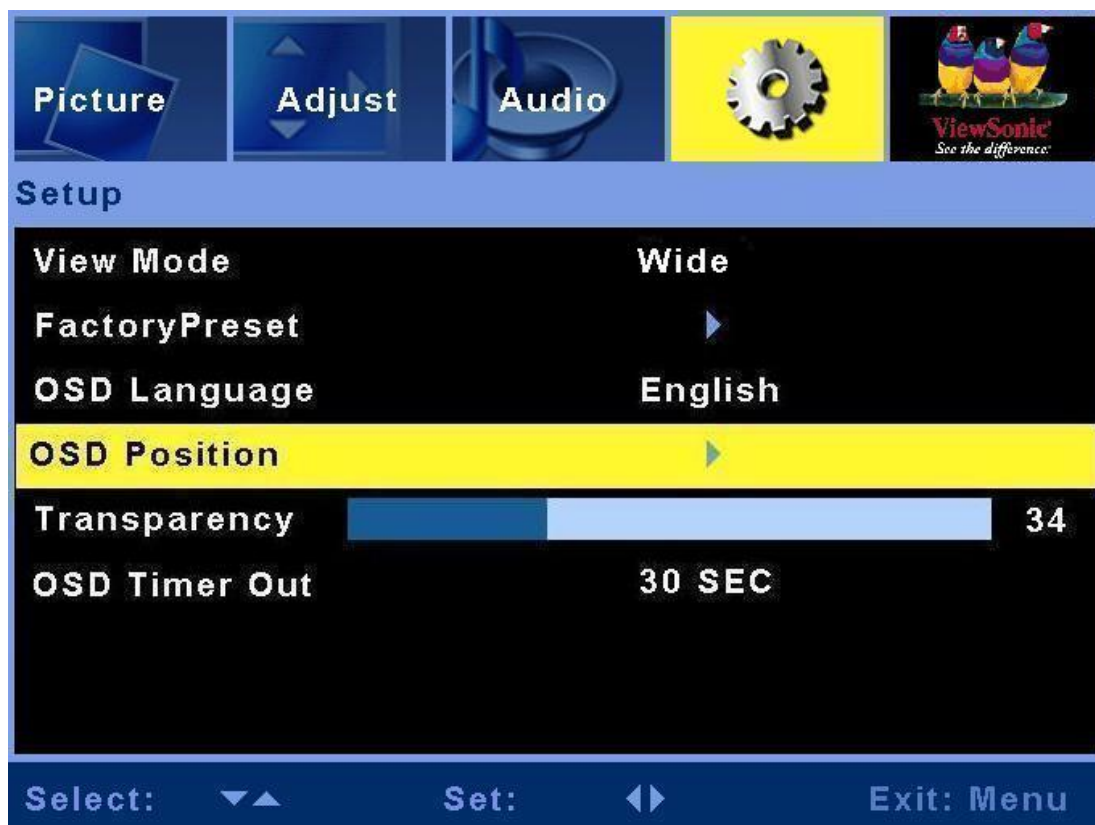 Picture
Adjust
Audio
ViewSonic
See the difference.
Setup
View Mode Wide
FactoryPreset
OSD Language English
OSD Position
Transparency 34
OSD Timer Out 30 SEC
Select: Set: Exit: Menu